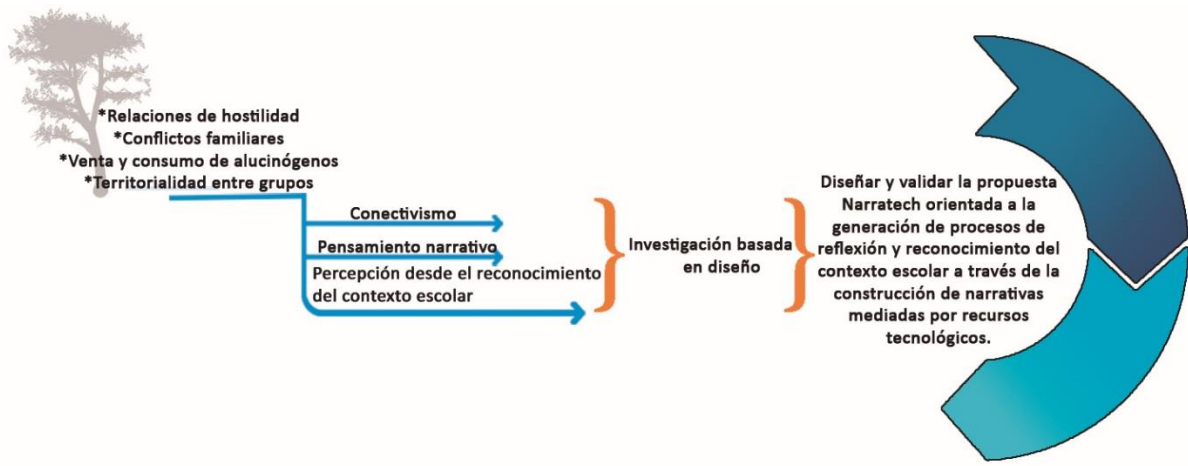 *Relaciones de hostilidad
*Conflictos familiares
*Venta y consumo de alucinógenos
*Territorialidad entre grupos
Conectivismo
Pensamiento narrativo
Percepción desde el reconocimiento
del contexto escolar
Investigación basada
en diseño
Diseñar y validar la propuesta
Narratech orientada a la
generación de procesos de
reflexión y reconocimiento del
contexto escolar a través de la
construcción de narrativas
mediadas por recursos
tecnológicos.